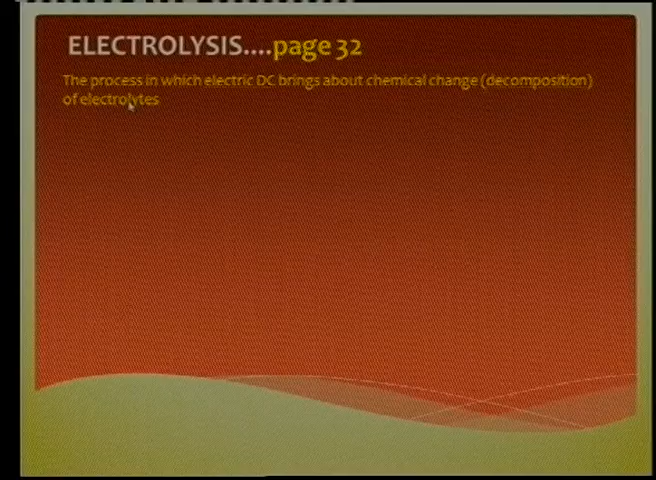 ELECTROLYSIS....page 32
The process in which electric DC brings about chemical change (decomposition)
of electrolytes